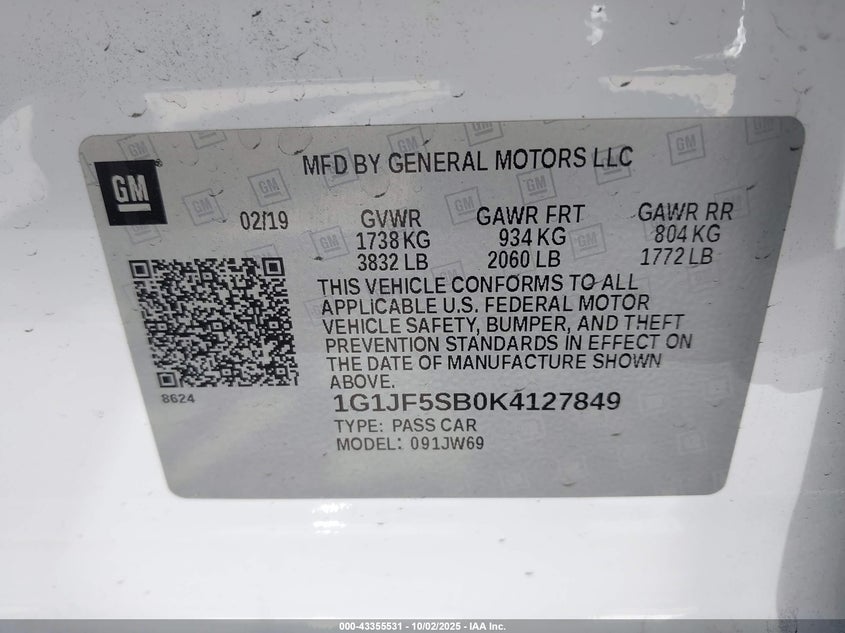 MFD BY GENERAL MOTORS LLC
GM
02/19
GVWR
1738 KG
3832 LB
GAWR FRT
934 KG
2060 LB
GAWR RR
804 KG
1772 LB
THIS VEHICLE CONFORMS TO ALL
APPLICABLE U.S. FEDERAL MOTOR
VEHICLE SAFETY, BUMPER, AND THEFT
PREVENTION STANDARDS IN EFFECT ON
THE DATE OF MANUFACTURE SHOWN
ABOVE.
8624
1G1JF5SB0K4127849
TYPE: PASS CAR
MODEL: 091JW69
000-43355531 - 10/02/2025 - IAA Inc.